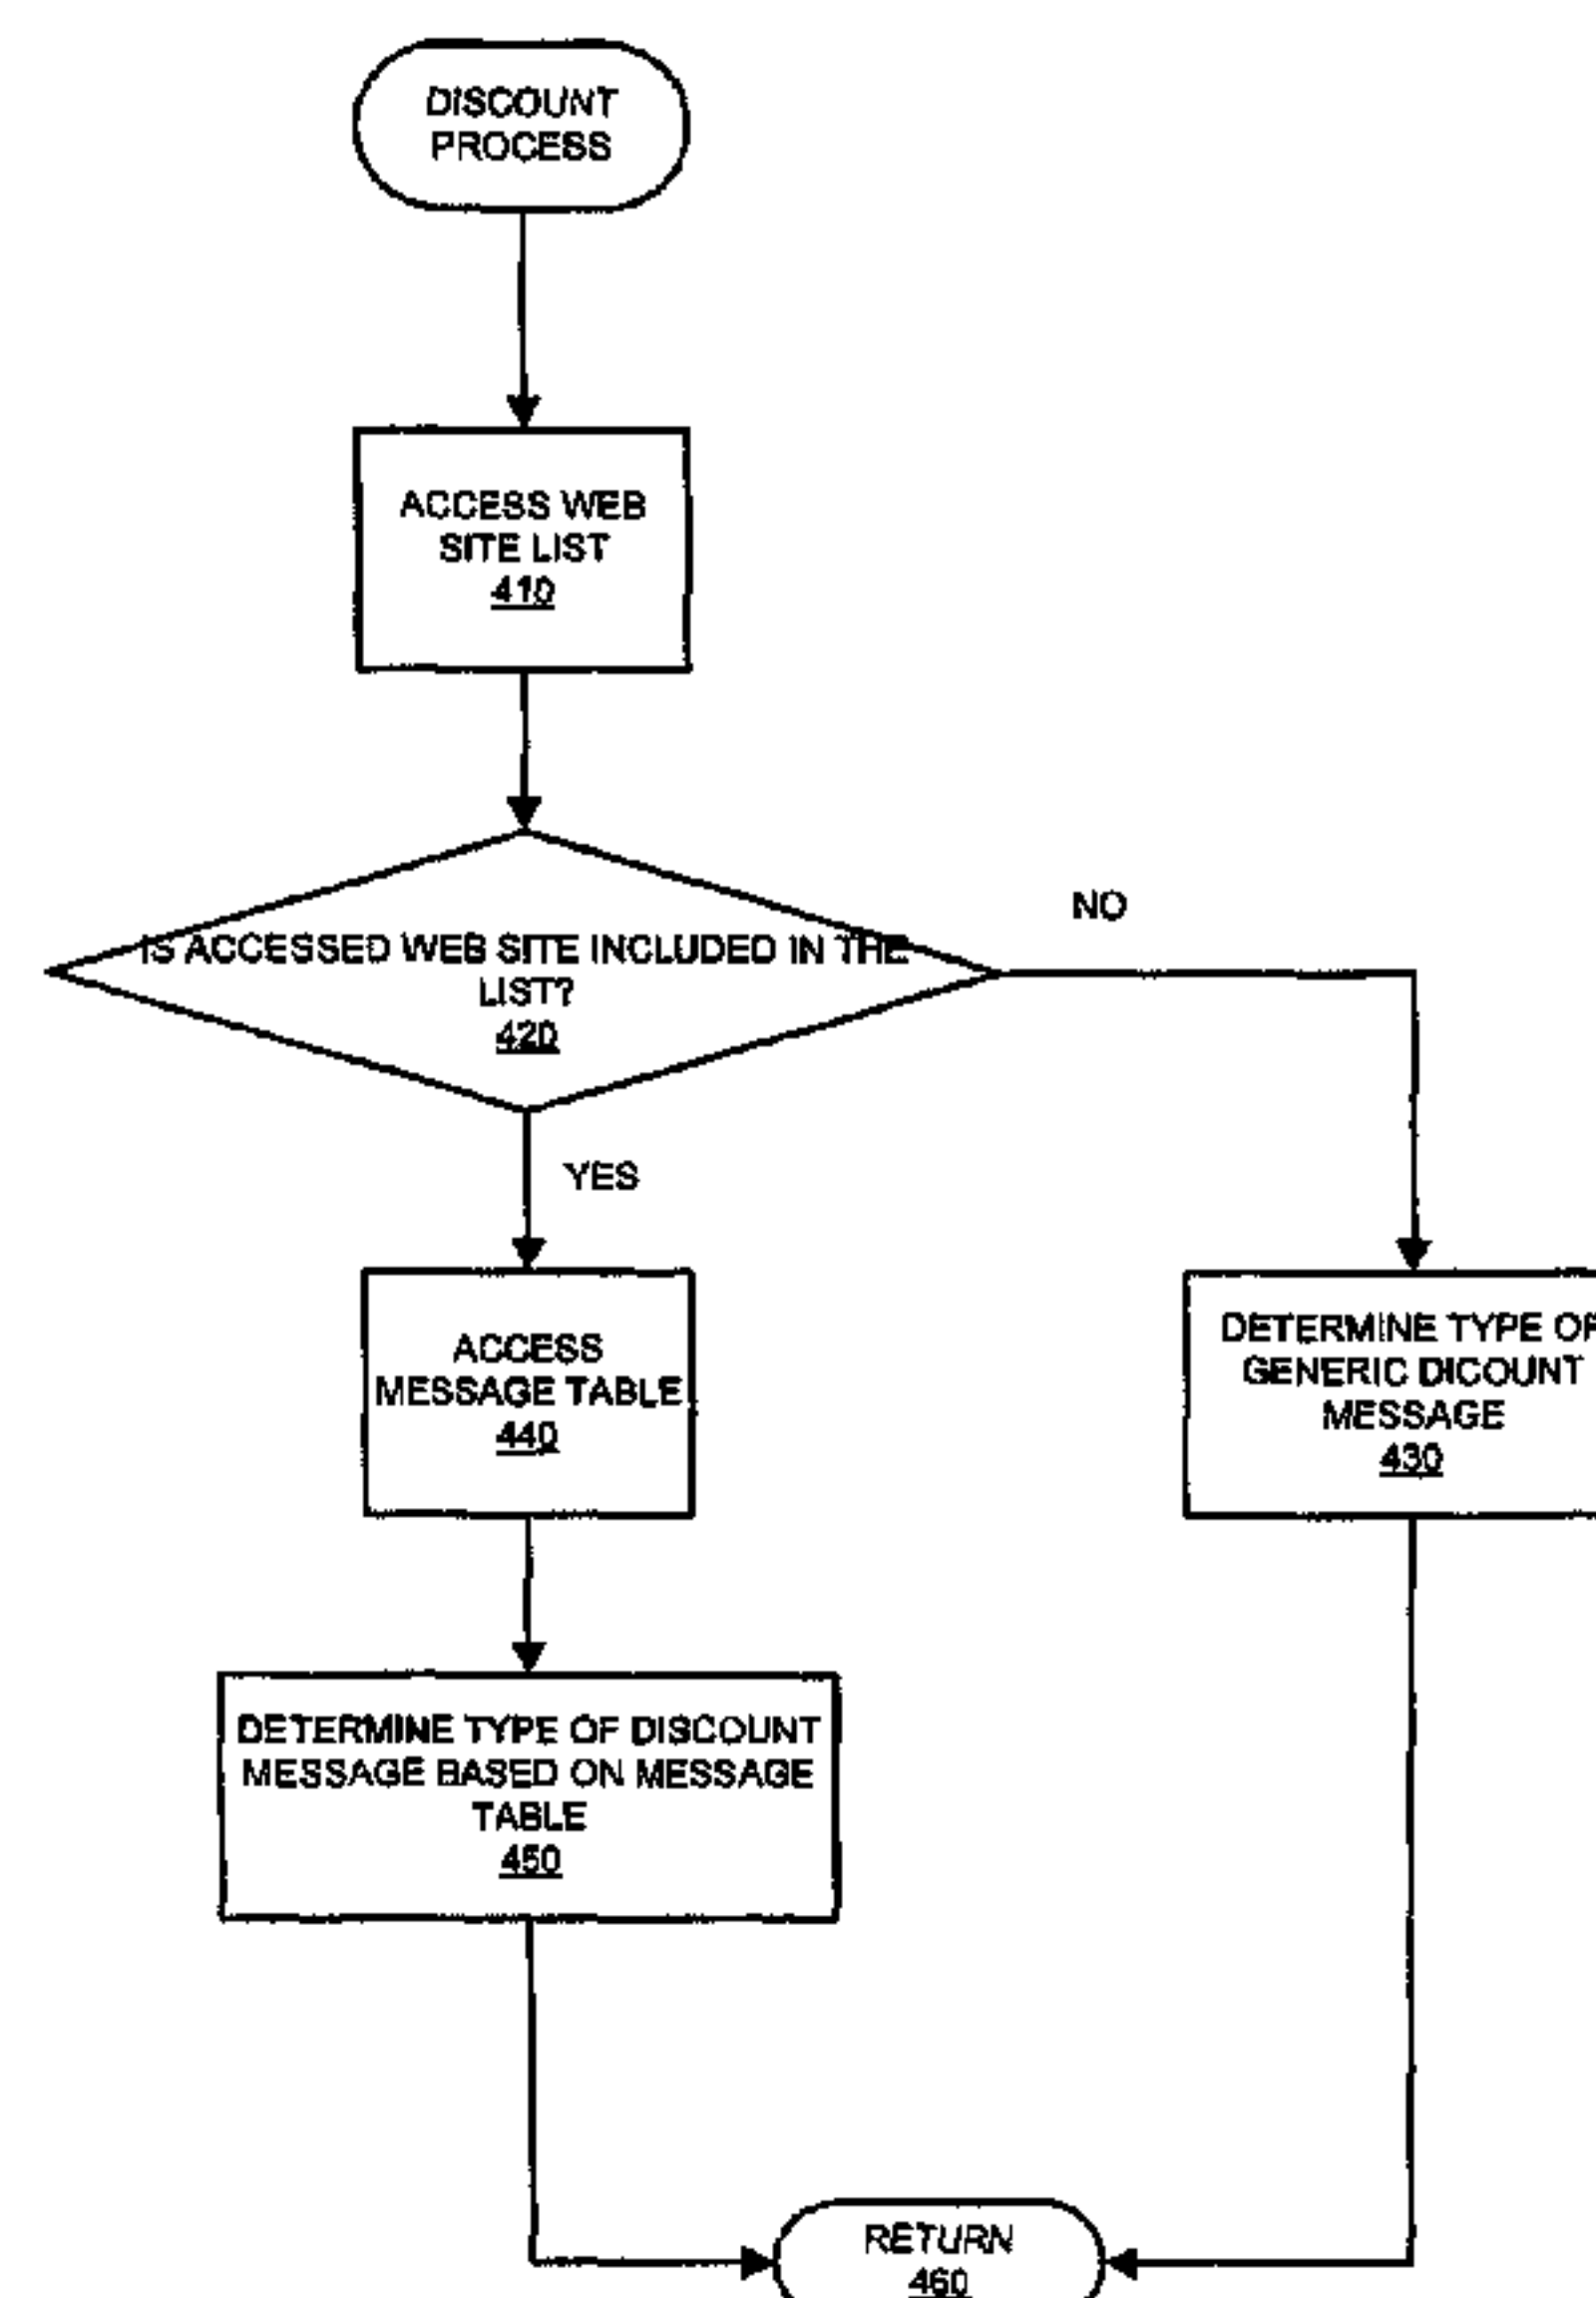 DISCOUNT
PROCESS
ACCESS WEB
SITE LIST
410
IS ACCESSED WEB SITE INCLUDED IN THE
LIST?
420
NO
YES
ACCESS
MESSAGE TABLE
440
DETERMINE TYPE OF
GENERIC DICOUNT
MESSAGE
430
DETERMINE TYPE OF DISCOUNT
MESSAGE BASED ON MESSAGE
TABLE
450
RETURN
460